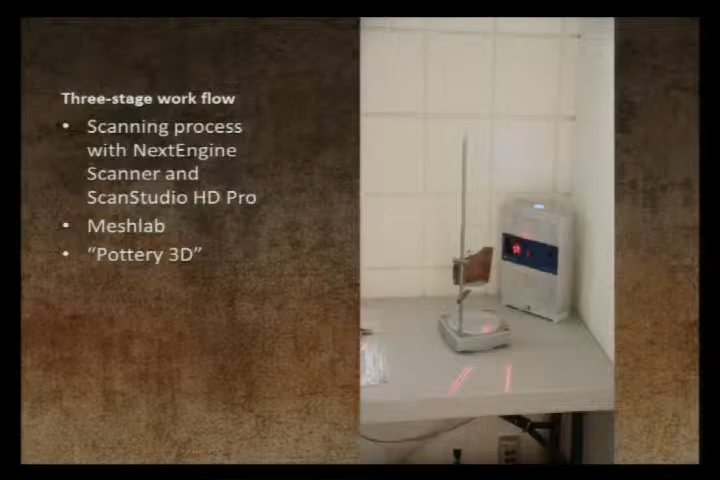 Three-stage work flow
• Scanning process
with NextEngine
Scanner and
ScanStudio HD Pro
• Meshlab
• “Pottery 3D”